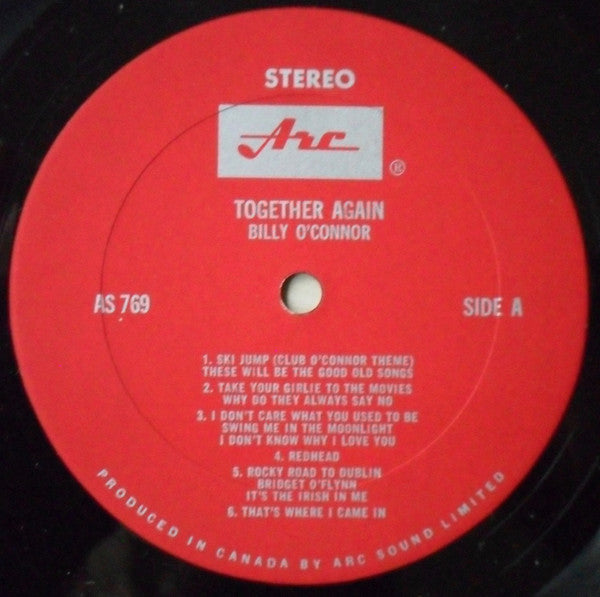 STEREO
Arc
®
TOGETHER AGAIN
BILLY O'CONNOR
AS 769
SIDE A
1. SKI JUMP (CLUB O'CONNOR THEME)
THESE WILL BE THE GOOD OLD SONGS
2. TAKE YOUR GIRLIE TO THE MOVIES
WHY DO THEY ALWAYS SAY NO
3. I DON'T CARE WHAT YOU USED TO BE
SWING ME IN THE MOONLIGHT
I DON'T KNOW WHY I LOVE YOU
4. REDHEAD
5. ROCKY ROAD TO DUBLIN
BRIDGET O'FLYNN
IT'S THE IRISH IN ME
6. THAT'S WHERE I CAME IN
PRODUCED IN CANADA BY ARC SOUND LIMITED